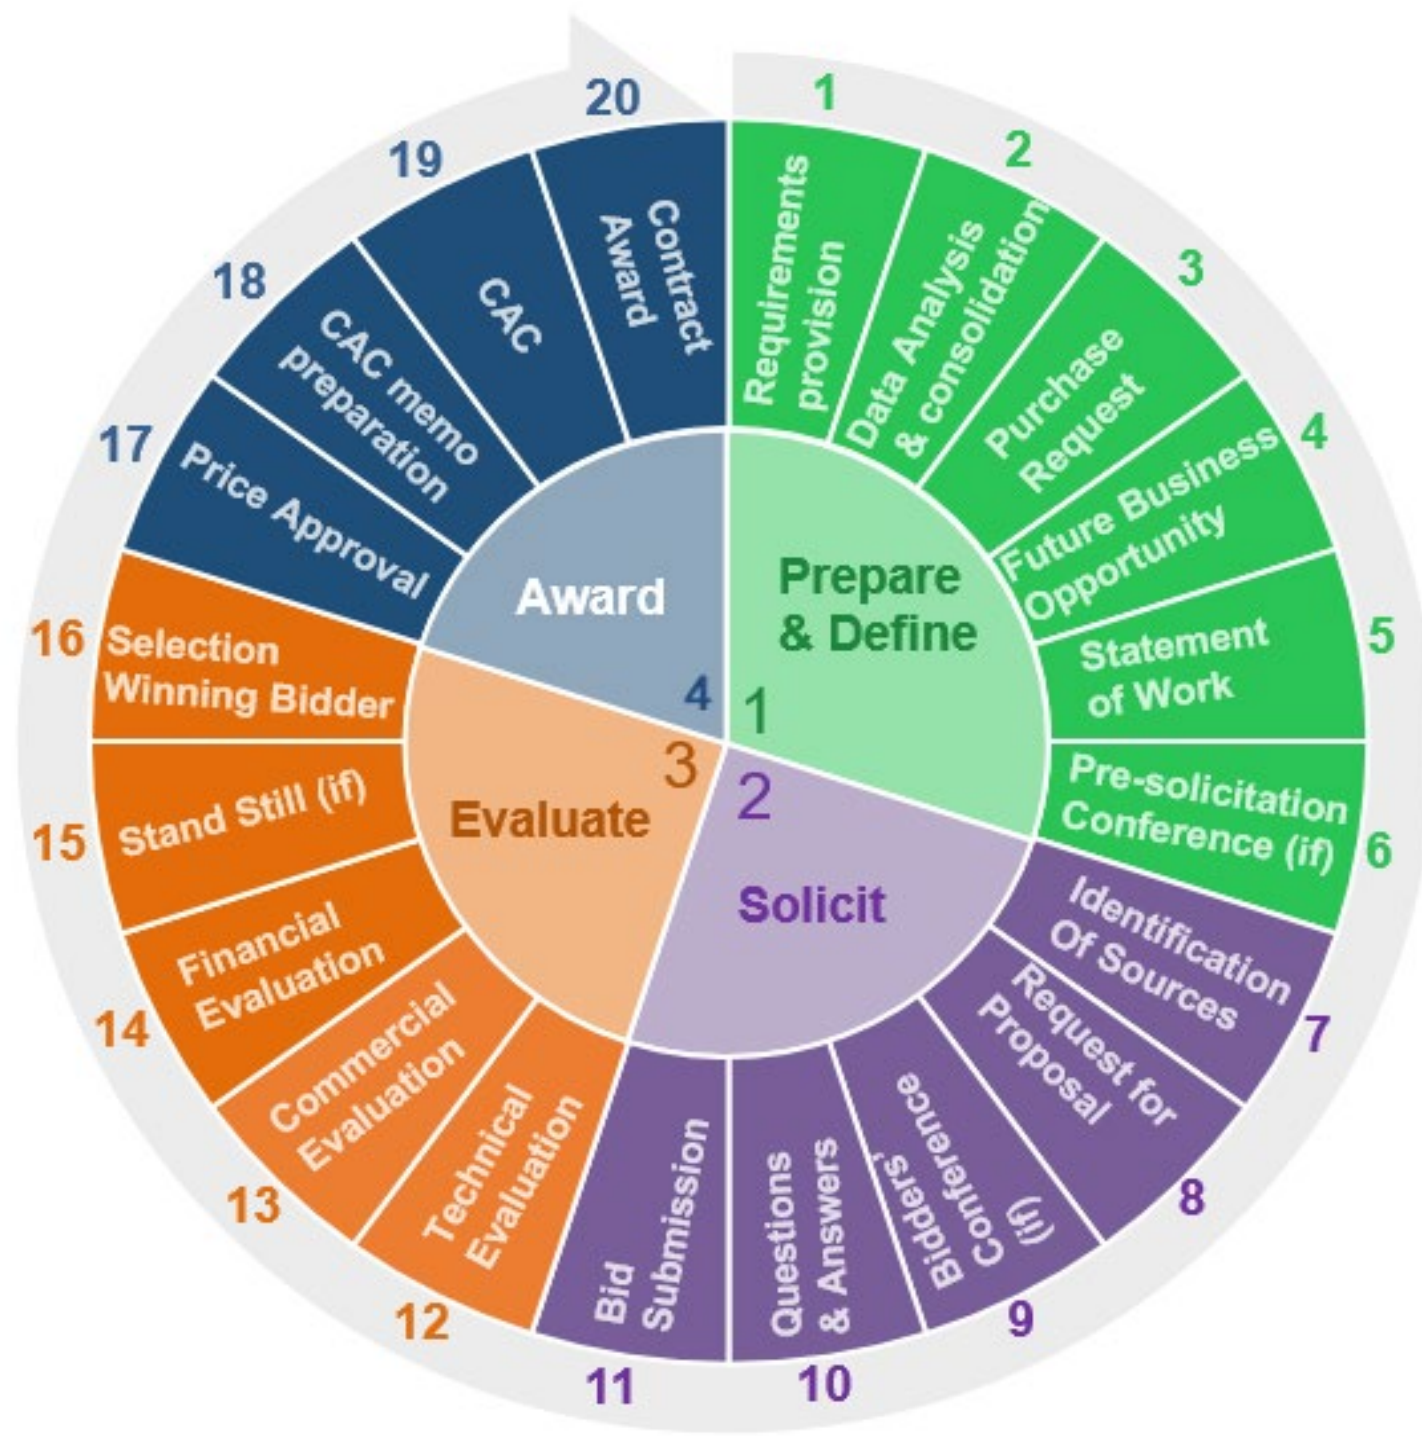 1
Requirements
provision
2
Data Analysis
& consolidation
3
Purchase
Request
4
Future Business
Opportunity
5
Statement
of Work
6
Pre-solicitation
Conference (if)
7
Identification
Of Sources
8
Request for
Proposal
9
Bidders'
Conference
(if)
10
Questions
& Answers
11
Bid
Submission
12
Technical
Evaluation
13
Commercial
Evaluation
14
Financial
Evaluation
15
Stand Still (if)
16
Selection
Winning Bidder
17
Price Approval
18
CAC memo
preparation
19
CAC
20
Contract
Award
Prepare
& Define
1
2
Solicit
3
Evaluate
Award
4